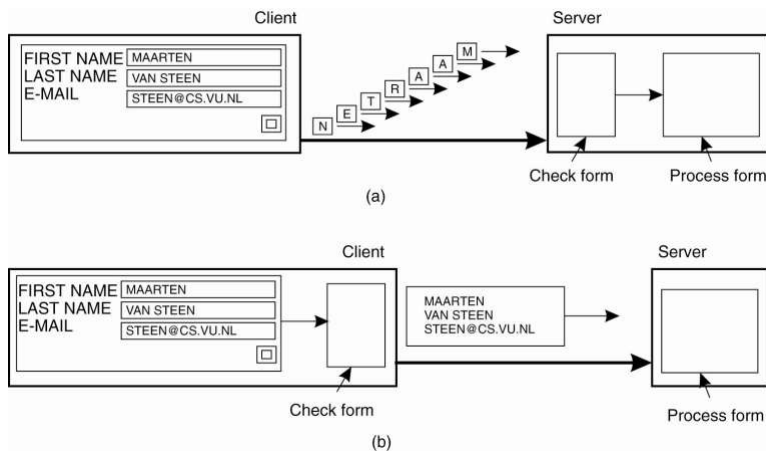 Client
Server
FIRST NAME MAARTEN
LAST NAME VAN STEEN
E-MAIL STEEN@CS.VU.NL
N E T R A A M
Check form
Process form
(a)
Client
Server
FIRST NAME MAARTEN
LAST NAME VAN STEEN
E-MAIL STEEN@CS.VU.NL
MAARTEN
VAN STEEN
STEEN@CS.VU.NL
Check form
Process form
(b)